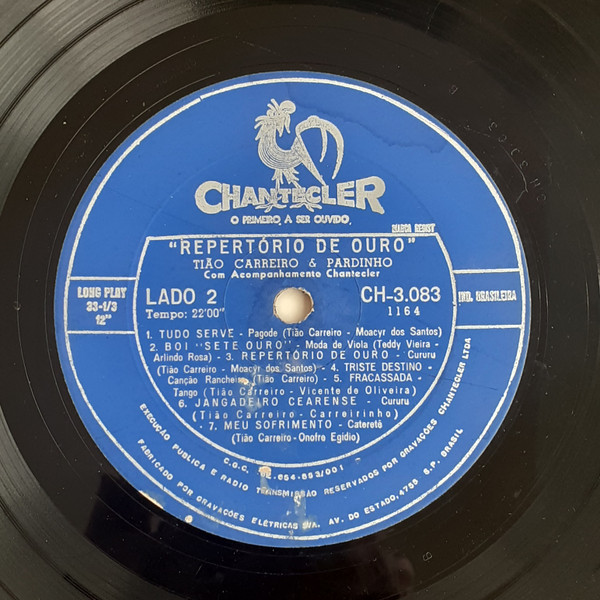 CHANTECLER
O PRIMEIRO, A SER OUVIDO.
MARCA REGIST
"REPERTÓRIO DE OURO"
TIÃO CARREIRO & PARDINHO
Com Acompanhamento Chantecler
LONG PLAY
33-1/3
12"
LADO 2
Tempo: 22'00"
CH-3.083
1164
IND. BRASILEIRA
1. TUDO SERVE - Pagode (Tião Carreiro - Moacyr dos Santos)
2. BOI "SETE OURO" - Moda de Viola (Teddy Vieira -
Arlindo Rosa) - 3. REPERTÓRIO DE OURO - Cururu
(Tião Carreiro - Moacyr dos Santos) - 4. TRISTE DESTINO -
Canção Rancheira (Tião Carreiro) - 5. FRACASSADA -
Tango (Tião Carreiro - Vicente de Oliveira)
6. JANGADEIRO CEARENSE - Cururu
(Tião Carreiro - Carreirinho)
7. MEU SOFRIMENTO - Cateretê
(Tião Carreiro - Onofre Egídio)
C.G.C.
EXECUÇÃO PUBLICA E RADIO TRANSMISSÃO RESERVADOS POR GRAVAÇÕES CHANTECLER LTDA
FABRICADO POR GRAVAÇÕES ELÉTRICAS S/A. AV. DO ESTADO, 4755 S.P. BRASIL